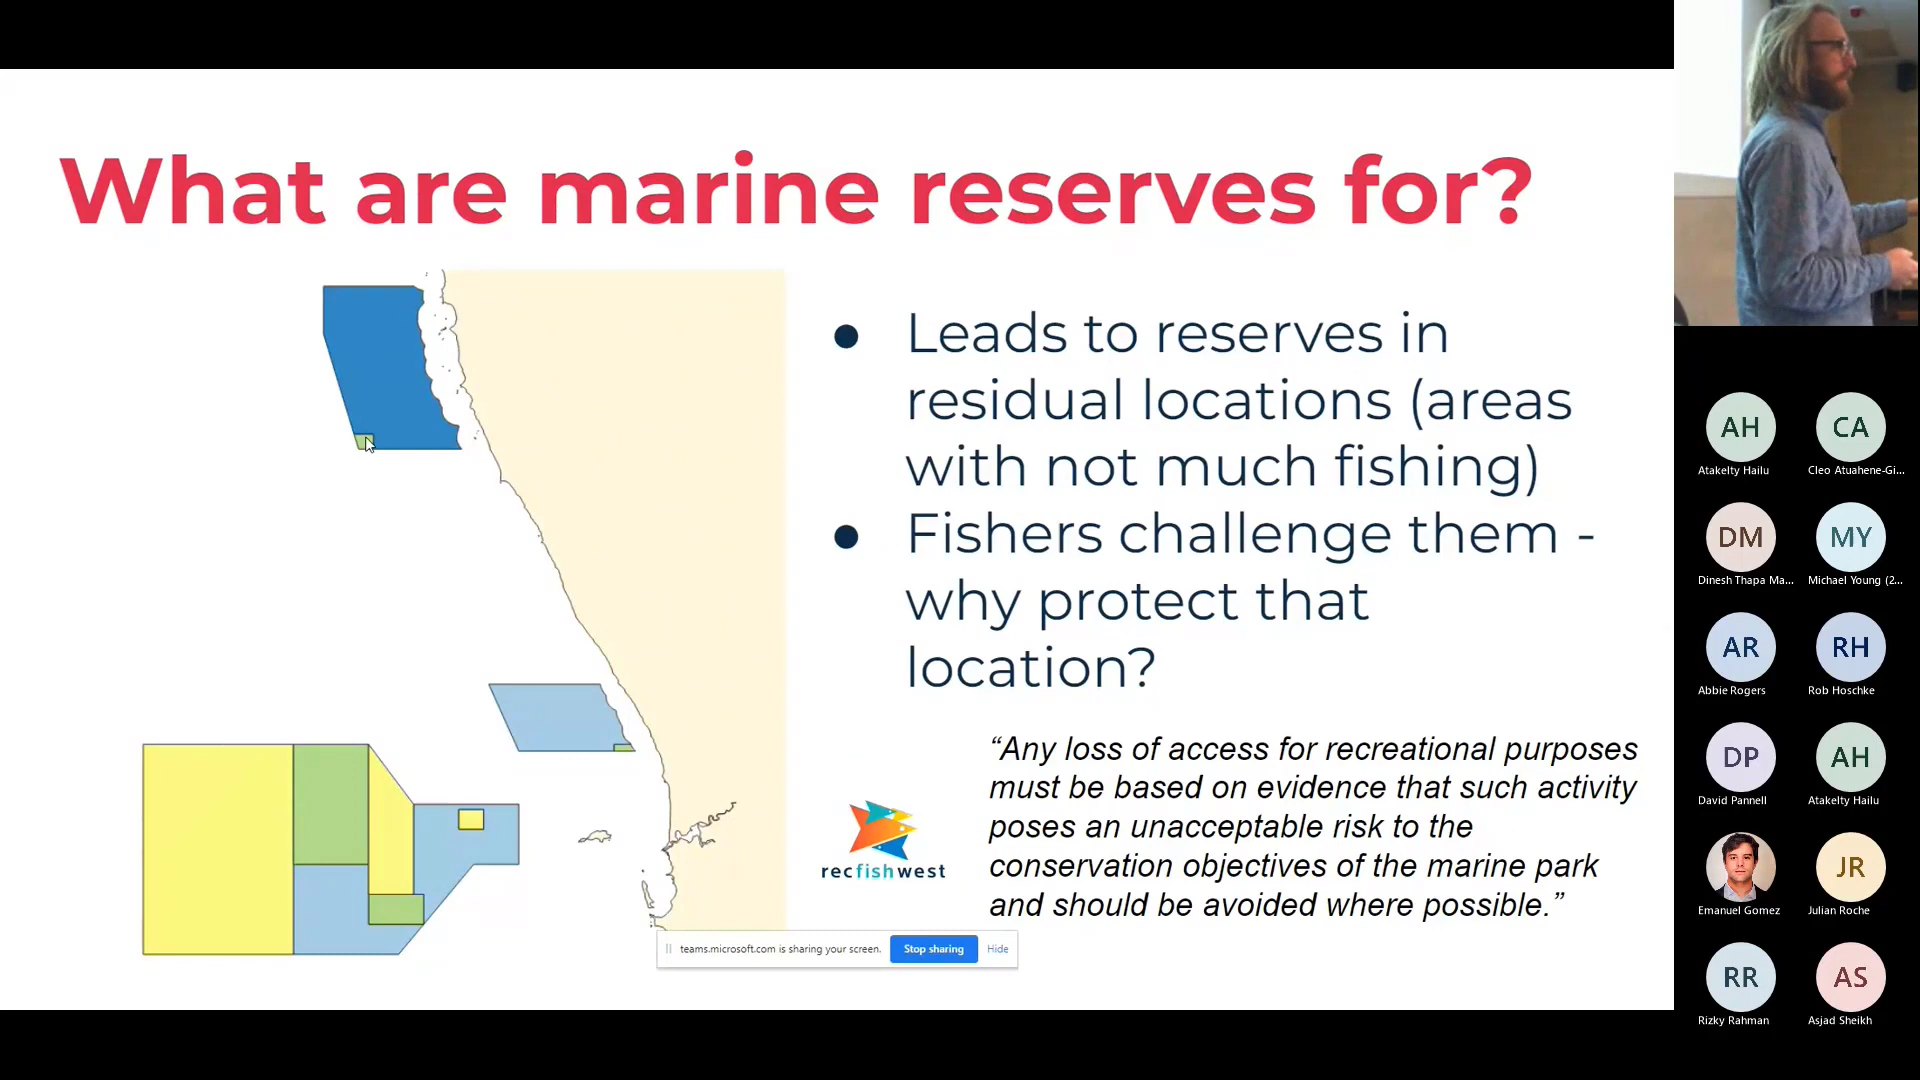 What are marine reserves for?
● Leads to reserves in
residual locations (areas
with not much fishing)
● Fishers challenge them -
why protect that
location?
“Any loss of access for recreational purposes
must be based on evidence that such activity
poses an unacceptable risk to the
conservation objectives of the marine park
and should be avoided where possible.”
recfishwest
teams.microsoft.com is sharing your screen. Stop sharing Hide
AH CA
Atakelty Hailu Cleo Atuahene-Gi...
DM MY
Dinesh Thapa Ma... Michael Young (2...
AR RH
Abbie Rogers Rob Hoschke
DP AH
David Pannell Atakelty Hailu
JR
Emanuel Gomez Julian Roche
RR AS
Rizky Rahman Asjad Sheikh